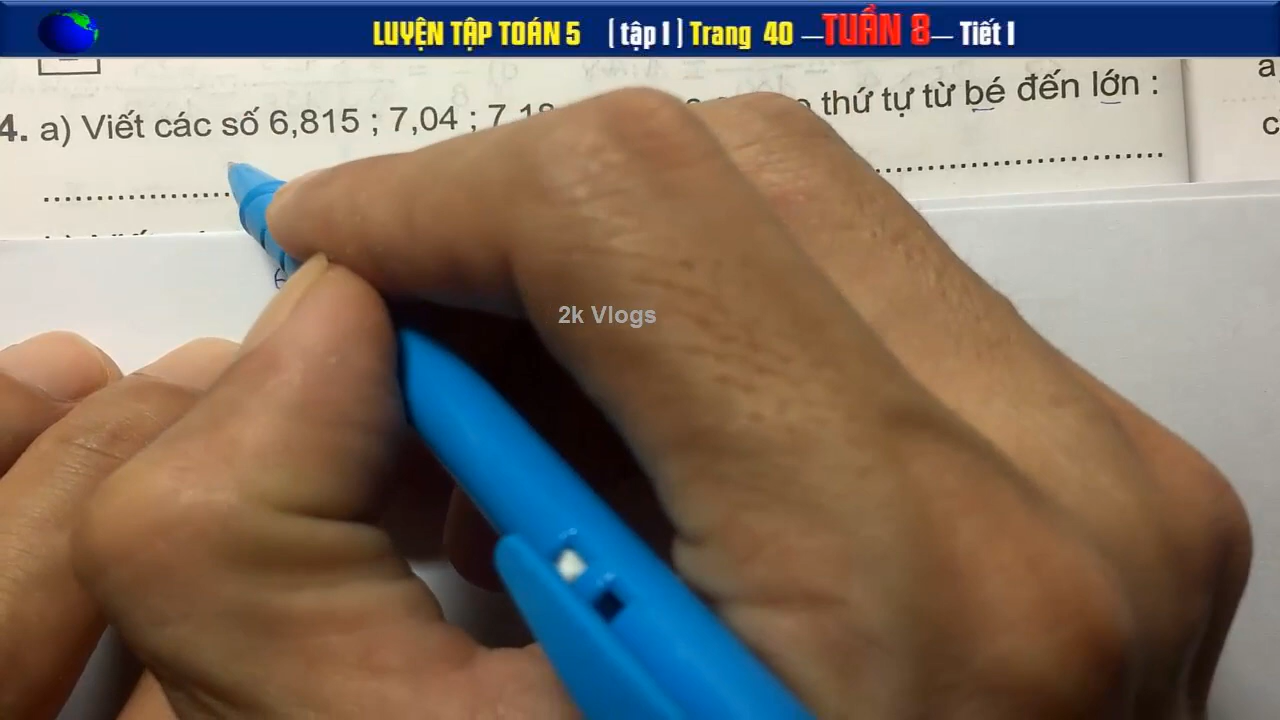 LUYỆN TẬP TOÁN 5 ( tập 1 ) Trang 40 —TUẦN 8— Tiết 1
4. a) Viết các số 6,815 ; 7,04 ; thứ tự từ bé đến lớn :
2k Vlogs